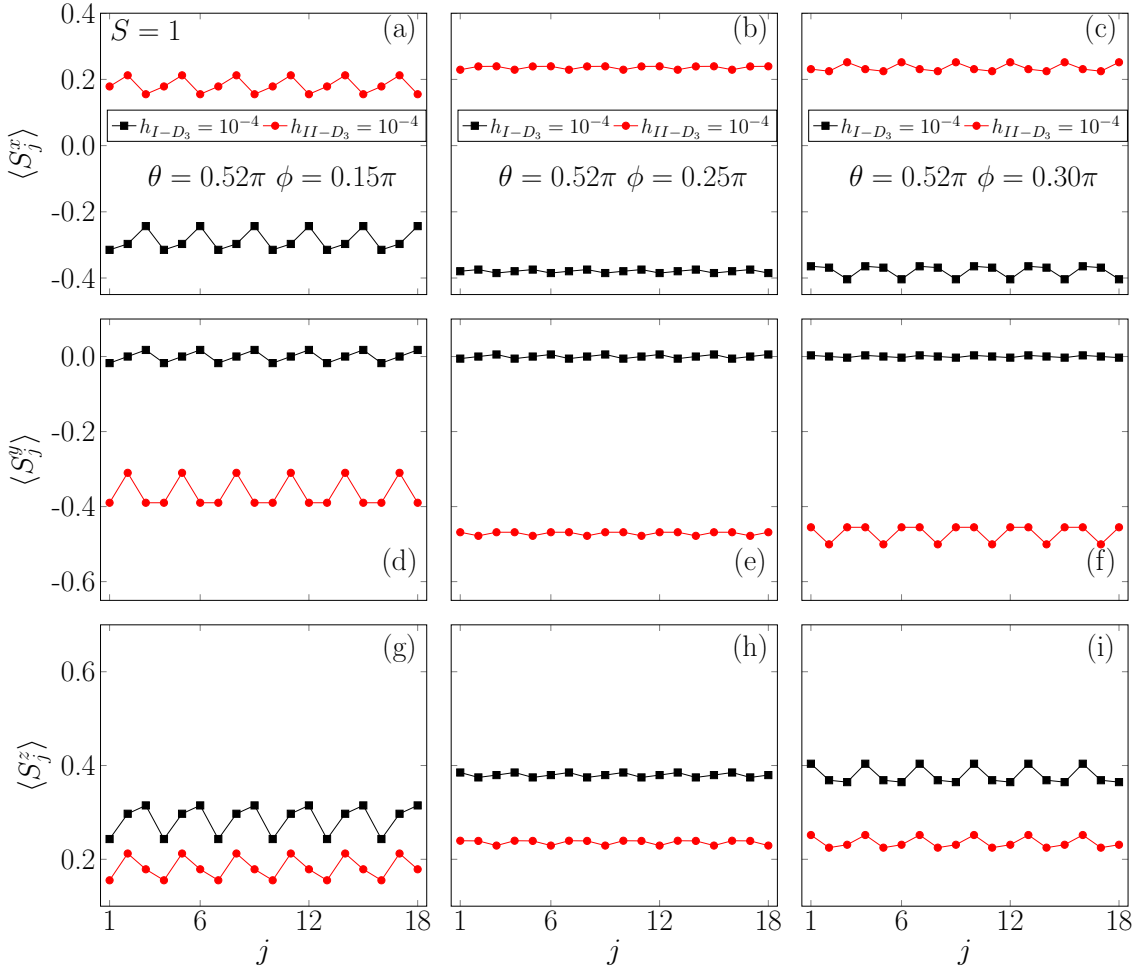 S = 1
(a)
(b)
(c)
0.4
0.2
0.0
-0.2
-0.4
⟨S_j^x⟩
h_{I−D_3} = 10^{-4} h_{II−D_3} = 10^{-4}
h_{I−D_3} = 10^{-4} h_{II−D_3} = 10^{-4}
h_{I−D_3} = 10^{-4} h_{II−D_3} = 10^{-4}
θ = 0.52π ϕ = 0.15π
θ = 0.52π ϕ = 0.25π
θ = 0.52π ϕ = 0.30π
0.0
-0.2
-0.4
-0.6
⟨S_j^y⟩
(d)
(e)
(f)
(g)
(h)
(i)
0.6
0.4
0.2
⟨S_j^z⟩
1 6 12 18
1 6 12 18
1 6 12 18
j
j
j